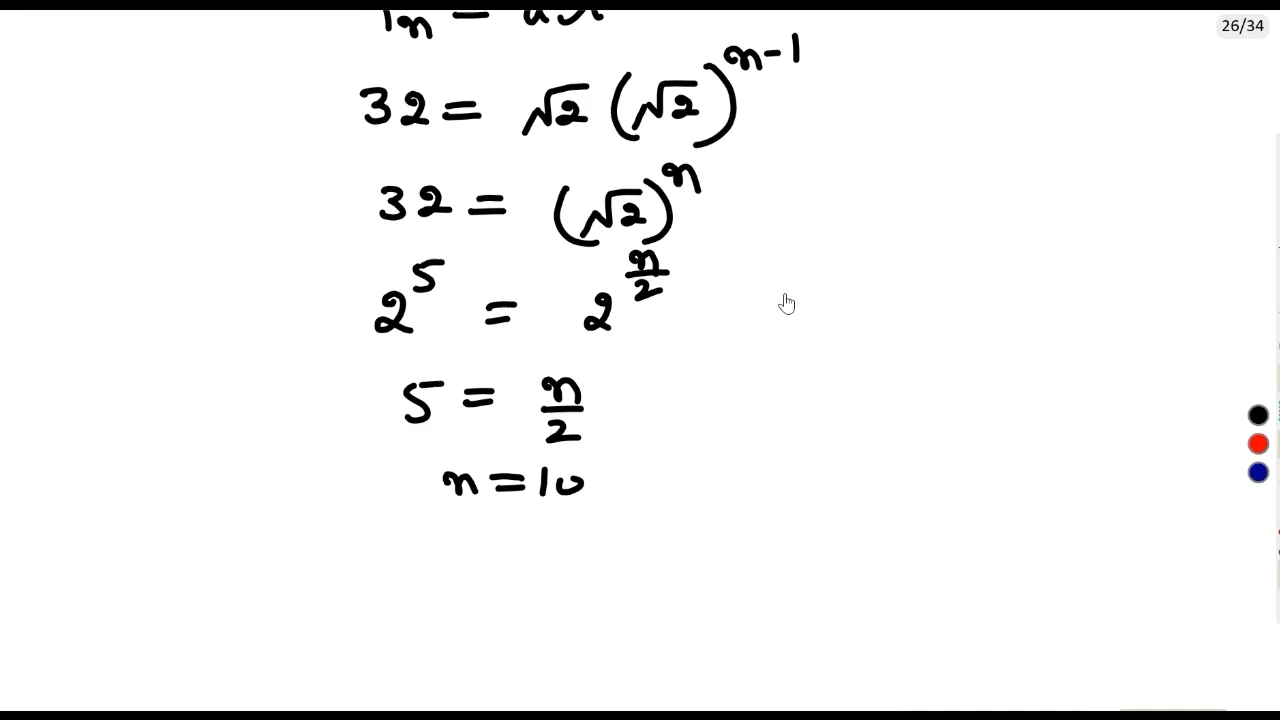 26/34
32 = √2 (√2)^{n-1}
32 = (√2)^n
2^5 = 2^{n/2}
5 = n/2
n = 10